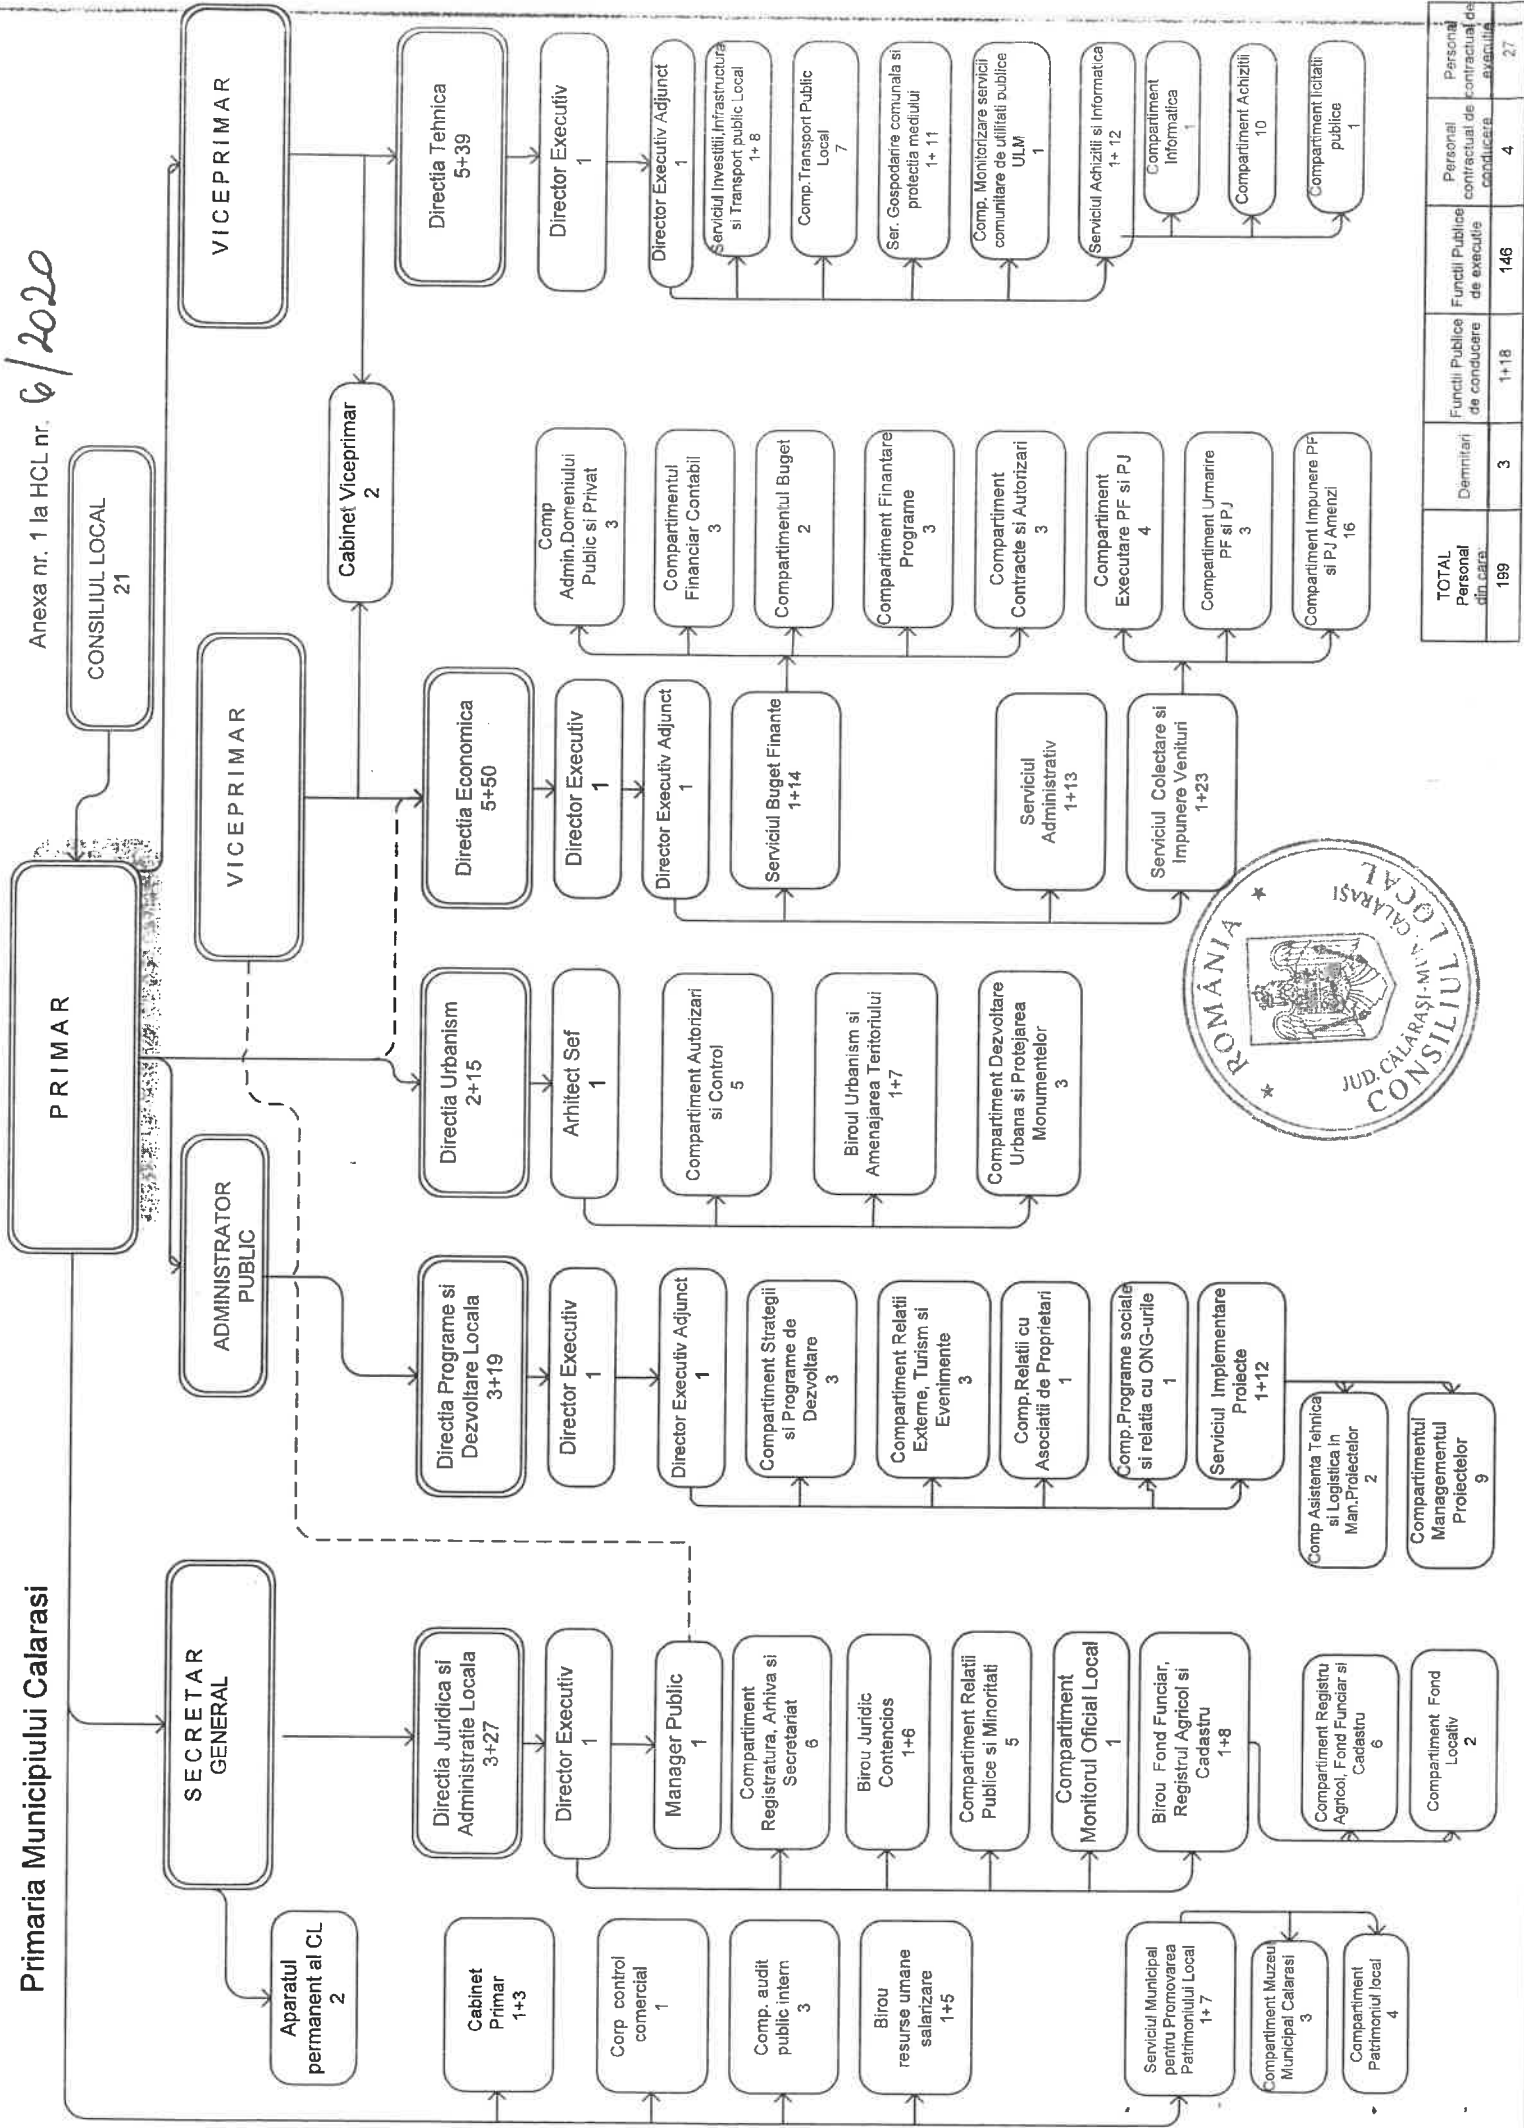 Primaria Municipiului Calarasi
Anexa nr. 1 la HCL nr. 6/2020
PRIMAR
CONSILIUL LOCAL
21
SECRETAR
GENERAL
ADMINISTRATOR
PUBLIC
VICEPRIMAR
VICEPRIMAR
Cabinet Viceprimar
2
Aparatul
permanent al CL
2
Cabinet
Primar
1+3
Corp control
comercial
1
Comp. audit
public intern
3
Birou
resurse umane
salarizare
1+5
Serviciul Municipal
pentru Promovarea
Patrimoniului Local
1+ 7
Compartiment Muzeul
Municipal Calarasi
3
Compartiment
Patrimoniul local
4
Directia Juridica si
Administratie Locala
3+27
Director Executiv
1
Manager Public
1
Compartiment
Registratura, Arhiva si
Secretariat
6
Birou Juridic
Contencios
1+6
Compartiment Relatii
Publice si Minoritati
5
Compartiment
Monitorul Oficial Local
1
Birou Fond Funciar,
Registrul Agricol si
Cadastru
1+8
Compartiment Registru
Agricol, Fond Funciar si
Cadastru
6
Compartiment Fond
Locativ
2
Directia Programe si
Dezvoltare Locala
3+19
Director Executiv
1
Director Executiv Adjunct
1
Compartiment Strategii
si Programe de
Dezvoltare
3
Compartiment Relatii
Externe, Turism si
Evenimente
3
Comp.Relatii cu
Asociatii de Proprietari
1
Comp.Programe sociale
si relatia cu ONG-urile
1
Serviciul Implementare
Proiecte
1+12
Comp Asistenta Tehnica
si Logistica in
Man.Proiectelor
2
Compartimentul
Managementul
Proiectelor
9
Directia Urbanism
2+15
Arhitect Sef
1
Compartiment Autorizari
si Control
5
Biroul Urbanism si
Amenajarea Teritoriului
1+7
Compartiment Dezvoltare
Urbana si Protejarea
Monumentelor
3
Directia Economica
5+50
Director Executiv
1
Director Executiv Adjunct
1
Serviciul Buget Finante
1+14
Serviciul
Administrativ
1+13
Serviciul Colectare si
Impunere Venituri
1+23
Comp
Admin.Domeniului
Public si Privat
3
Compartimentul
Financiar Contabil
3
Compartimentul Buget
2
Compartiment Finantare
Programe
3
Compartiment
Contracte si Autorizari
3
Compartiment
Executare PF si PJ
4
Compartiment Urmarire
PF si PJ
3
Compartiment Impunere PF
si PJ Amenzi
16
Directia Tehnica
5+39
Director Executiv
1
Director Executiv Adjunct
1
Serviciul Investitii,Infrastructura
si Transport public Local
1+ 8
Comp.Transport Public
Local
7
Ser. Gospodarire comunala si
protectia mediului
1+ 11
Comp. Monitorizare servicii
comunitare de utilitati publice
ULM
1
Serviciul Achizitii si Informatica
1+ 12
Compartiment
Informatica
1
Compartiment Achizitii
10
Compartiment licitatii
publice
1
TOTAL
Personal
din care:
Demnitari
Functii Publice
de conducere
Functii Publice
de executie
Personal
contractual de
conducere
Personal
contractual de
executie
199 3 1+18 146 4 27
★ ROMÂNIA ★
JUD.CĂLĂRAȘI-MUN.CĂLĂRAȘI
CONSILIUL LOCAL